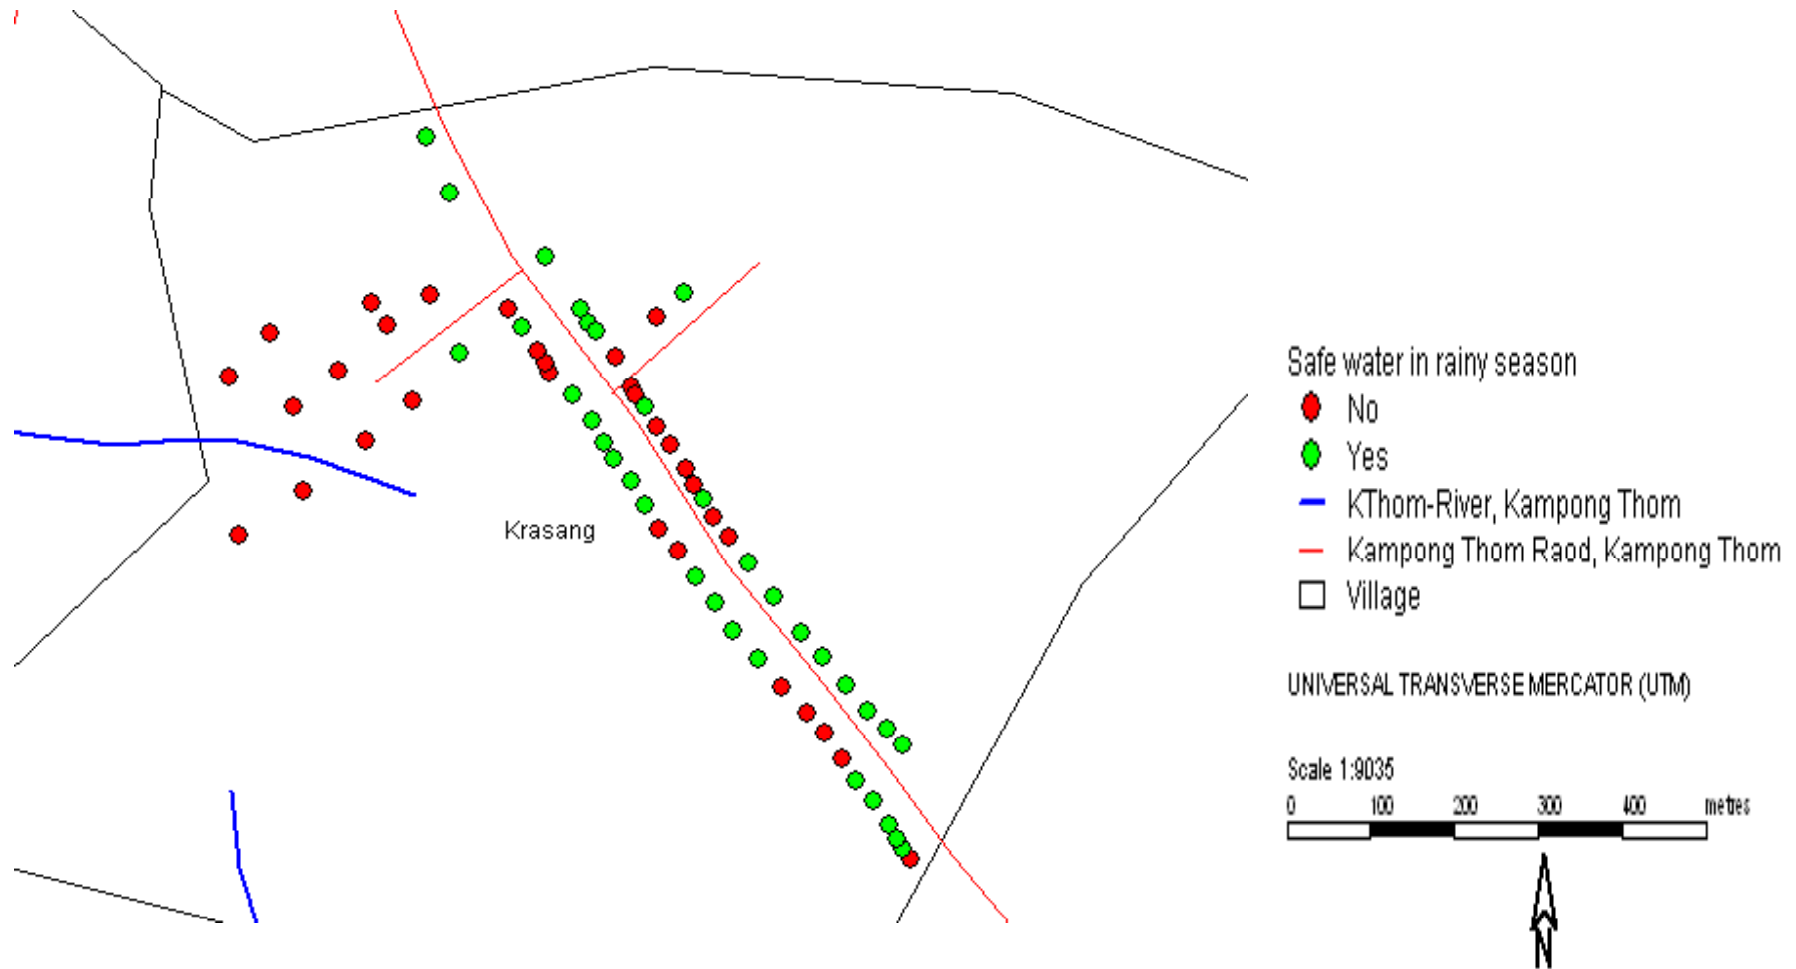 Krasang
Safe water in rainy season
No
Yes
KThom-River, Kampong Thom
Kampong Thom Raod, Kampong Thom
Village
UNIVERSAL TRANSVERSE MERCATOR (UTM)
Scale 1:9035
0 100 200 300 400 metres
N